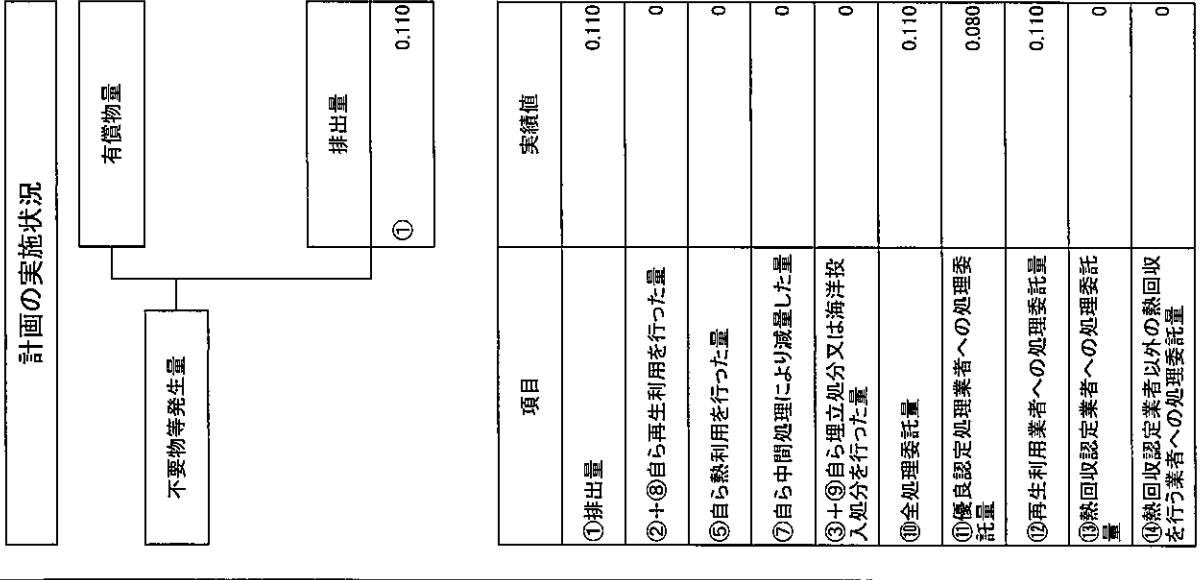 計画の実施状況
不要物等発生量
有償物量
排出量
① 0.110
項目 実績値
①排出量 0.110
②+⑧自ら再生利用を行った量 0
⑤自ら熱利用を行った量 0
⑦自ら中間処理により減量した量 0
③+⑨自ら埋立処分又は海洋投
入処分を行った量 0
⑩全処理委託量 0.110
⑪優良認定処理業者への処理委
託量 0.080
⑫再生利用業者への処理委託量 0.110
⑬熱回収認定業者への処理委託
量 0
⑭熱回収認定業者以外の熱回収
を行う業者への処理委託量 0